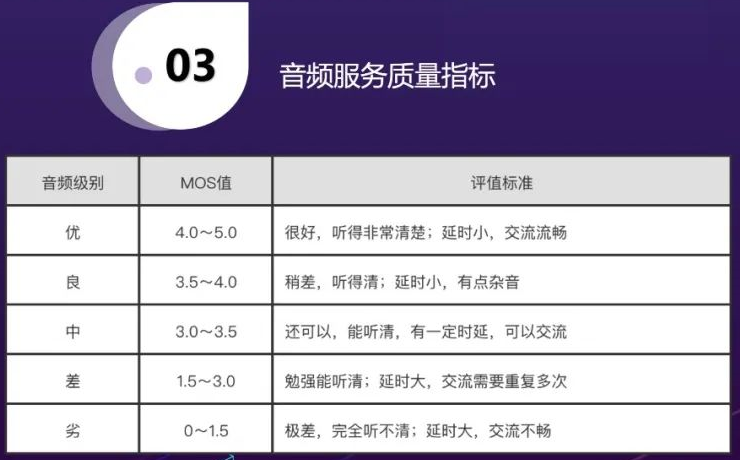 03
音频服务质量指标
音频级别 MOS值 评值标准
优 4.0～5.0 很好，听得非常清楚；延时小，交流流畅
良 3.5～4.0 稍差，听得清；延时小，有点杂音
中 3.0～3.5 还可以，能听清，有一定时延，可以交流
差 1.5～3.0 勉强能听清；延时大，交流需要重复多次
劣 0～1.5 极差，完全听不清；延时大，交流不畅